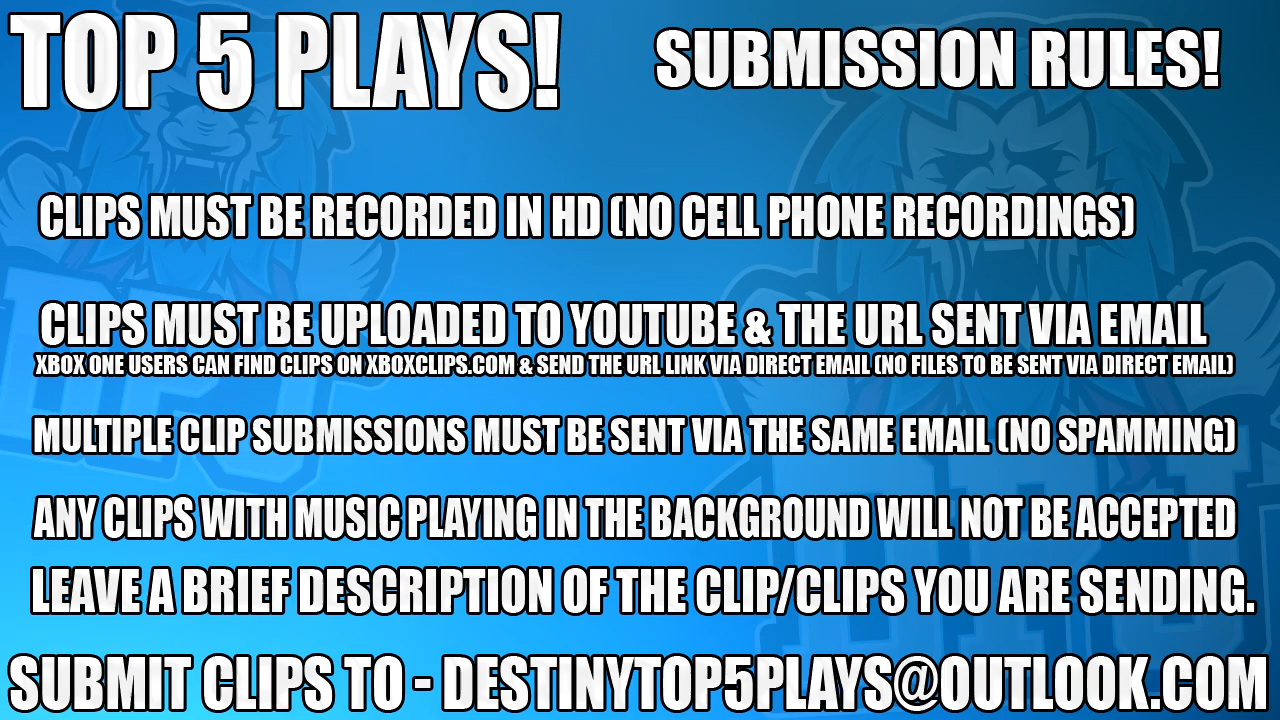 TOP 5 PLAYS!
SUBMISSION RULES!
CLIPS MUST BE RECORDED IN HD (NO CELL PHONE RECORDINGS)
CLIPS MUST BE UPLOADED TO YOUTUBE & THE URL SENT VIA EMAIL
XBOX ONE USERS CAN FIND CLIPS ON XBOXCLIPS.COM & SEND THE URL LINK VIA DIRECT EMAIL (NO FILES TO BE SENT VIA DIRECT EMAIL)
MULTIPLE CLIP SUBMISSIONS MUST BE SENT VIA THE SAME EMAIL (NO SPAMMING)
ANY CLIPS WITH MUSIC PLAYING IN THE BACKGROUND WILL NOT BE ACCEPTED
LEAVE A BRIEF DESCRIPTION OF THE CLIP/CLIPS YOU ARE SENDING.
SUBMIT CLIPS TO - DESTINYTOP5PLAYS@OUTLOOK.COM